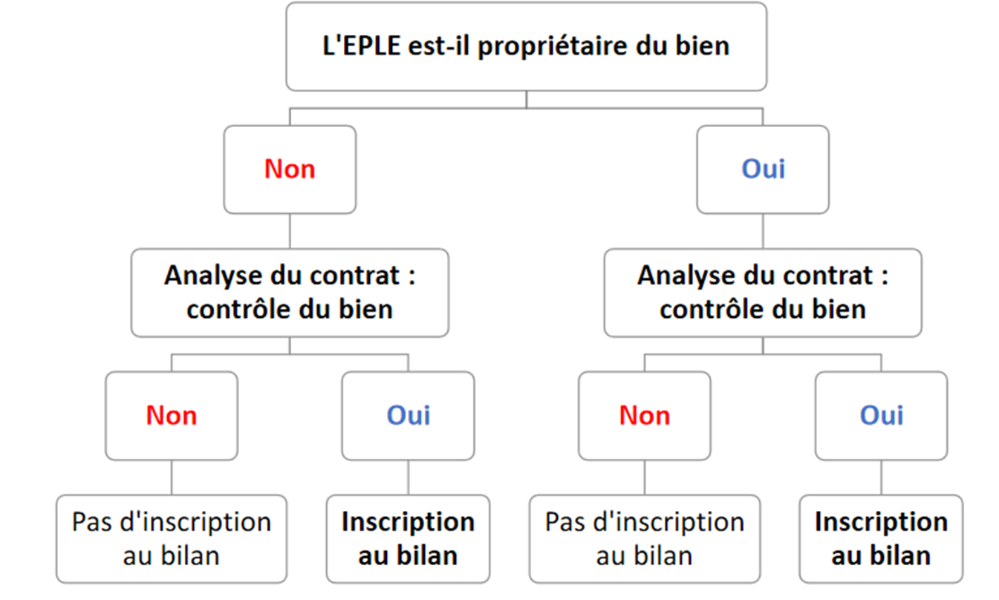 L'EPLE est-il propriétaire du bien
Non
Oui
Analyse du contrat :
contrôle du bien
Analyse du contrat :
contrôle du bien
Non
Oui
Non
Oui
Pas d'inscription
au bilan
Inscription
au bilan
Pas d'inscription
au bilan
Inscription
au bilan